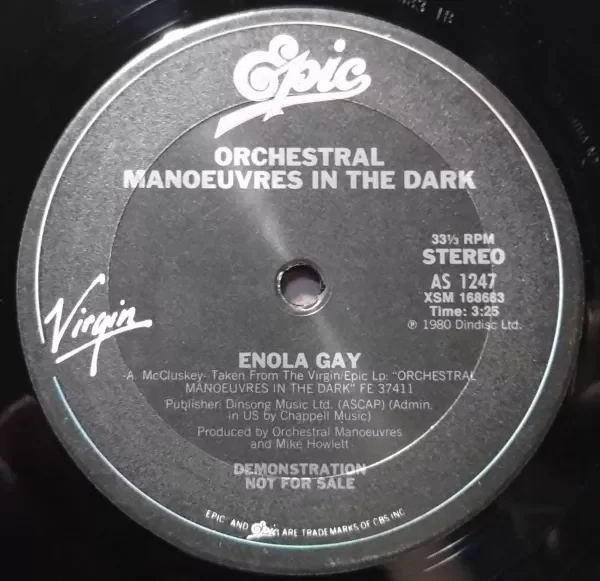 Epic
ORCHESTRAL
MANOEUVRES IN THE DARK
33⅓ RPM
STEREO
AS 1247
XSM 168683
Time: 3:25
℗ 1980 Dindisc Ltd.
Virgin
ENOLA GAY
-A. McCluskey- Taken From The Virgin/Epic Lp: "ORCHESTRAL
MANOEUVRES IN THE DARK" FE 37411
Publisher: Dinsong Music Ltd. (ASCAP) (Admin.
in US by Chappell Music)
Produced by Orchestral Manoeuvres
and Mike Howlett
DEMONSTRATION
NOT FOR SALE
EPIC AND Epic ARE TRADEMARKS OF CBS INC.